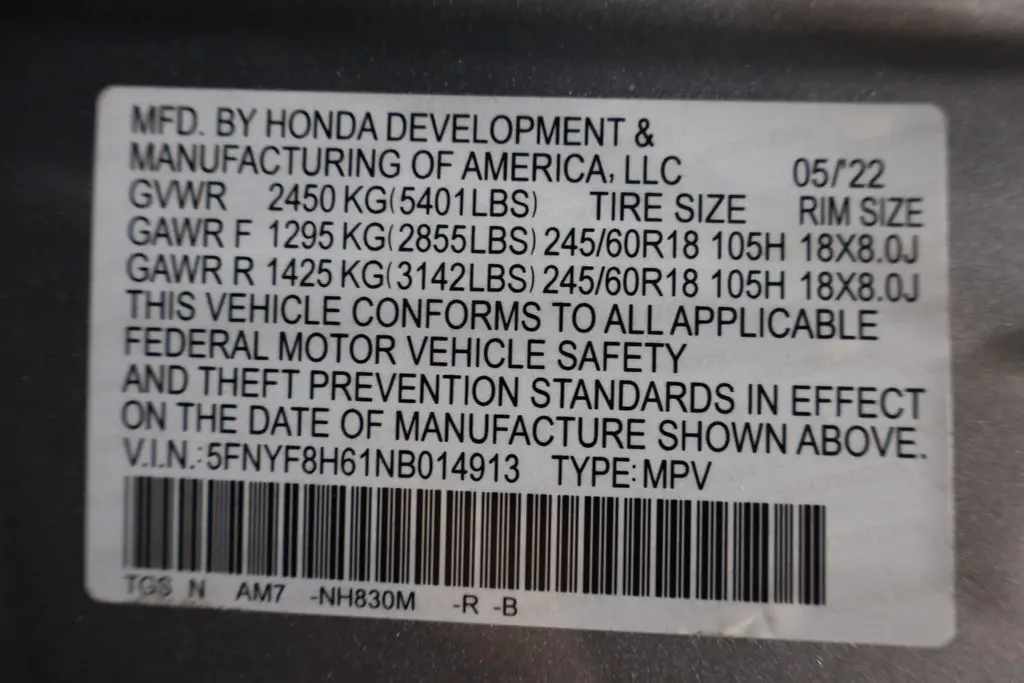 MFD. BY HONDA DEVELOPMENT &
MANUFACTURING OF AMERICA, LLC 05/'22
GVWR 2450 KG(5401LBS) TIRE SIZE RIM SIZE
GAWR F 1295 KG(2855LBS) 245/60R18 105H 18X8.0J
GAWR R 1425 KG(3142LBS) 245/60R18 105H 18X8.0J
THIS VEHICLE CONFORMS TO ALL APPLICABLE
FEDERAL MOTOR VEHICLE SAFETY
AND THEFT PREVENTION STANDARDS IN EFFECT
ON THE DATE OF MANUFACTURE SHOWN ABOVE.
V.I.N.:5FNYF8H61NB014913 TYPE:MPV
TGS N AM7 -NH830M -R -B